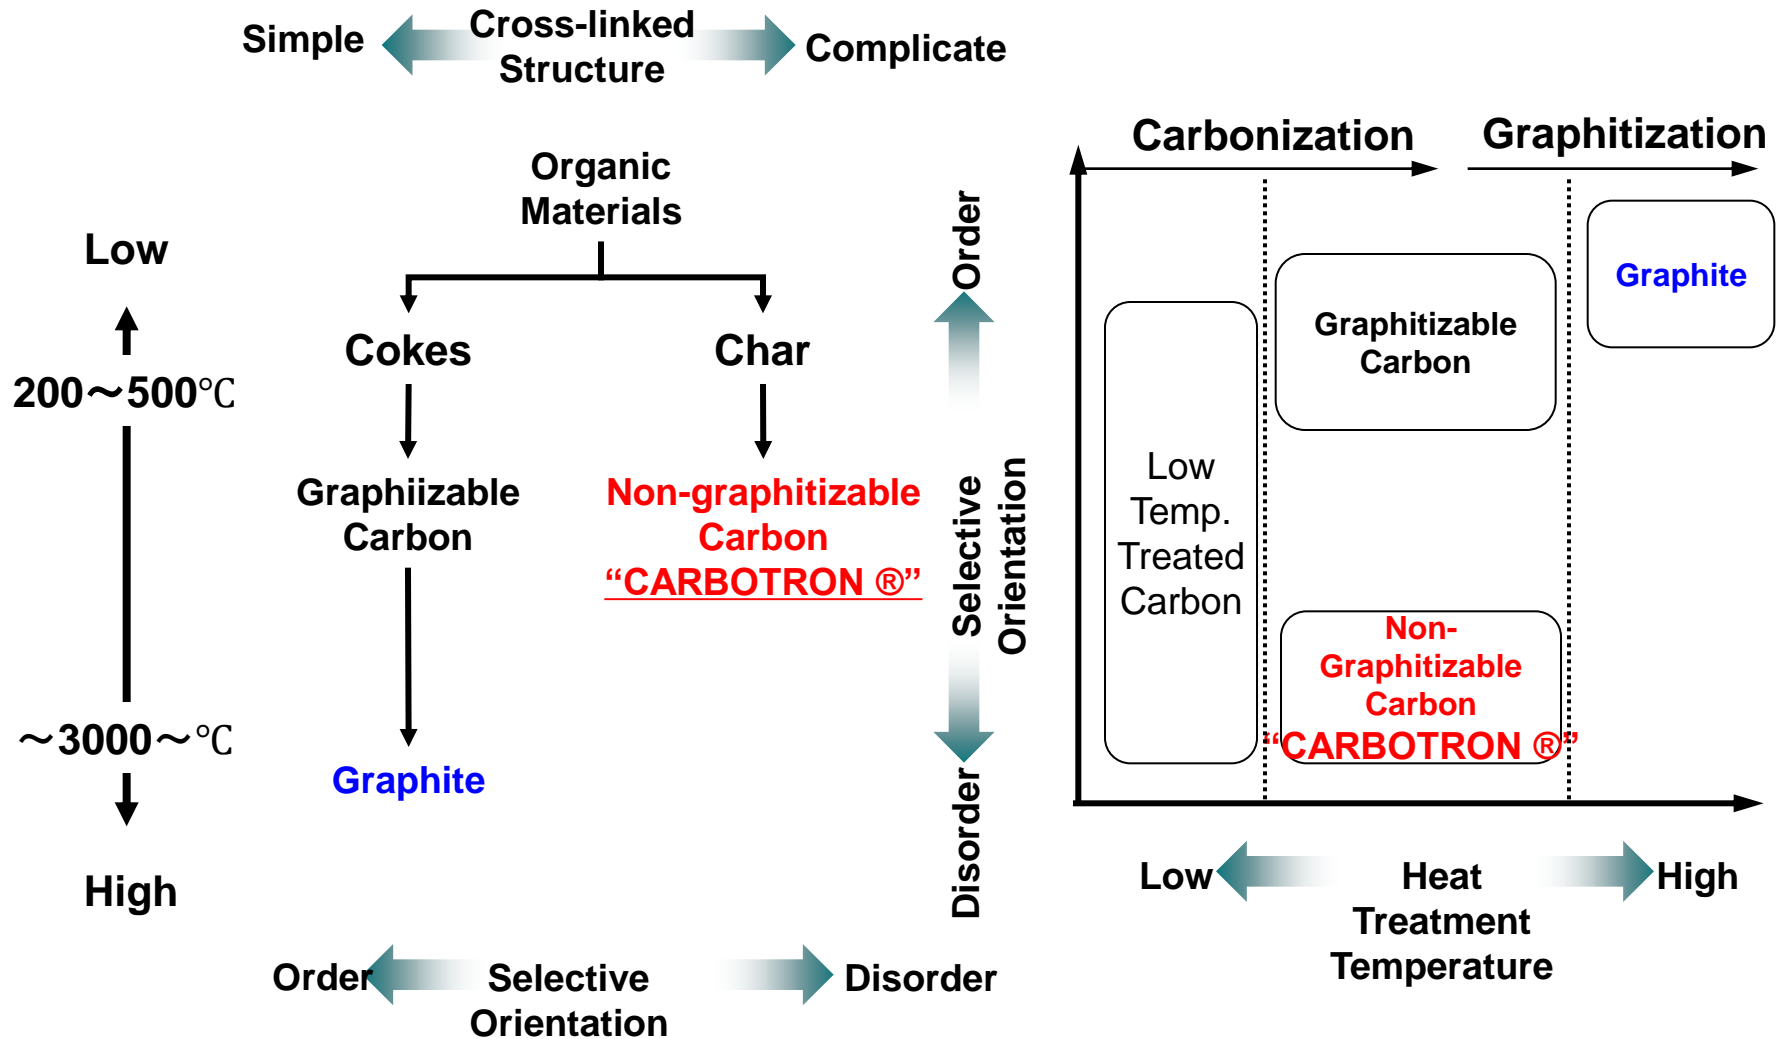 Simple
Cross-linked
Structure
Complicate
Organic
Materials
Low
200～500℃
～3000～℃
High
Cokes
Char
Graphiizable
Carbon
Non-graphitizable
Carbon
“CARBOTRON ®”
Graphite
Order
Selective
Orientation
Disorder
Carbonization
Graphitization
Order
Selective
Orientation
Disorder
Low
Temp.
Treated
Carbon
Graphitizable
Carbon
Graphite
Non-
Graphitizable
Carbon
“CARBOTRON ®”
Low
Heat
Treatment
Temperature
High